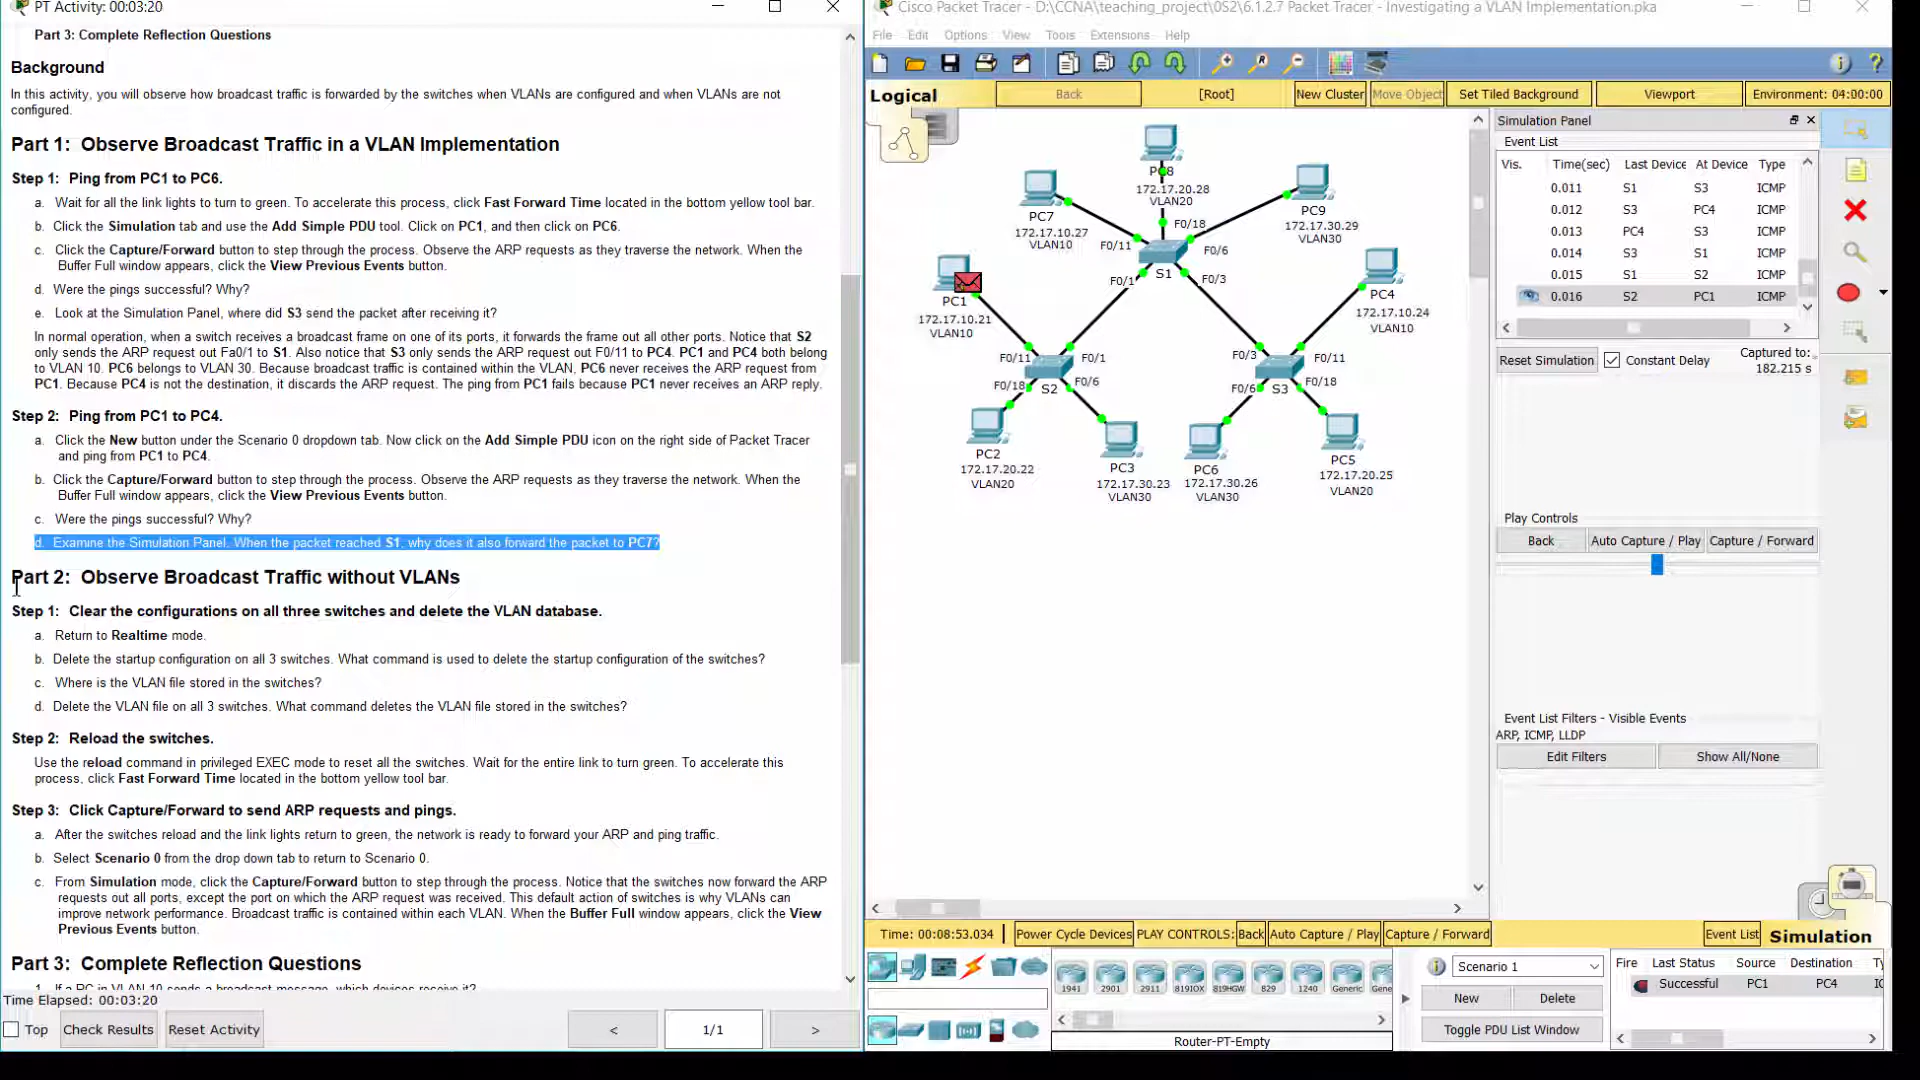 PT Activity: 00:03:20
Part 3: Complete Reflection Questions
Background
In this activity, you will observe how broadcast traffic is forwarded by the switches when VLANs are configured and when VLANs are not
configured.
Part 1: Observe Broadcast Traffic in a VLAN Implementation
Step 1: Ping from PC1 to PC6.
a. Wait for all the link lights to turn to green. To accelerate this process, click Fast Forward Time located in the bottom yellow tool bar.
b. Click the Simulation tab and use the Add Simple PDU tool. Click on PC1, and then click on PC6.
c. Click the Capture/Forward button to step through the process. Observe the ARP requests as they traverse the network. When the
Buffer Full window appears, click the View Previous Events button.
d. Were the pings successful? Why?
e. Look at the Simulation Panel, where did S3 send the packet after receiving it?
In normal operation, when a switch receives a broadcast frame on one of its ports, it forwards the frame out all other ports. Notice that S2
only sends the ARP request out Fa0/1 to S1. Also notice that S3 only sends the ARP request out F0/11 to PC4. PC1 and PC4 both belong
to VLAN 10. PC6 belongs to VLAN 30. Because broadcast traffic is contained within the VLAN, PC6 never receives the ARP request from
PC1. Because PC4 is not the destination, it discards the ARP request. The ping from PC1 fails because PC1 never receives an ARP reply.
Step 2: Ping from PC1 to PC4.
a. Click the New button under the Scenario 0 dropdown tab. Now click on the Add Simple PDU icon on the right side of Packet Tracer
and ping from PC1 to PC4.
b. Click the Capture/Forward button to step through the process. Observe the ARP requests as they traverse the network. When the
Buffer Full window appears, click the View Previous Events button.
c. Were the pings successful? Why?
d. Examine the Simulation Panel. When the packet reached S1, why does it also forward the packet to PC7?
Part 2: Observe Broadcast Traffic without VLANs
Step 1: Clear the configurations on all three switches and delete the VLAN database.
a. Return to Realtime mode.
b. Delete the startup configuration on all 3 switches. What command is used to delete the startup configuration of the switches?
c. Where is the VLAN file stored in the switches?
d. Delete the VLAN file on all 3 switches. What command deletes the VLAN file stored in the switches?
Step 2: Reload the switches.
Use the reload command in privileged EXEC mode to reset all the switches. Wait for the entire link to turn green. To accelerate this
process, click Fast Forward Time located in the bottom yellow tool bar.
Step 3: Click Capture/Forward to send ARP requests and pings.
a. After the switches reload and the link lights return to green, the network is ready to forward your ARP and ping traffic.
b. Select Scenario 0 from the drop down tab to return to Scenario 0.
c. From Simulation mode, click the Capture/Forward button to step through the process. Notice that the switches now forward the ARP
requests out all ports, except the port on which the ARP request was received. This default action of switches is why VLANs can
improve network performance. Broadcast traffic is contained within each VLAN. When the Buffer Full window appears, click the View
Previous Events button.
Part 3: Complete Reflection Questions
1. If a PC in VLAN 10 sends a broadcast message, which devices receive it?
Time Elapsed: 00:03:20
Top Check Results Reset Activity < 1/1 >
Cisco Packet Tracer - D:\CCNA\teaching_project\0S2\6.1.2.7 Packet Tracer - Investigating a VLAN Implementation.pka
File Edit Options View Tools Extensions Help
Logical Back [Root] New Cluster Move Object Set Tiled Background Viewport Environment: 04:00:00
PC8
172.17.20.28
VLAN20
PC7
172.17.10.27
VLAN10
PC9
172.17.30.29
VLAN30
F0/18
F0/11
F0/6
S1
F0/1
F0/3
PC1
172.17.10.21
VLAN10
PC4
172.17.10.24
VLAN10
F0/11
F0/1
S2
F0/18
F0/6
F0/3
F0/11
S3
F0/6
F0/18
PC2
172.17.20.22
VLAN20
PC3
172.17.30.23
VLAN30
PC6
172.17.30.26
VLAN30
PC5
172.17.20.25
VLAN20
Simulation Panel
Event List
Vis. Time(sec) Last Device At Device Type
0.011 S1 S3 ICMP
0.012 S3 PC4 ICMP
0.013 PC4 S3 ICMP
0.014 S3 S1 ICMP
0.015 S1 S2 ICMP
0.016 S2 PC1 ICMP
Reset Simulation Constant Delay Captured to:
182.215 s
Play Controls
Back Auto Capture / Play Capture / Forward
Event List Filters - Visible Events
ARP, ICMP, LLDP
Edit Filters Show All/None
Time: 00:08:53.034 Power Cycle Devices PLAY CONTROLS: Back Auto Capture / Play Capture / Forward Event List Simulation
1941 2901 2911 819IOX 819HGW 829 1240 Generic Gene
Router-PT-Empty
Scenario 1
New Delete
Toggle PDU List Window
Fire Last Status Source Destination Ty
Successful PC1 PC4 IC